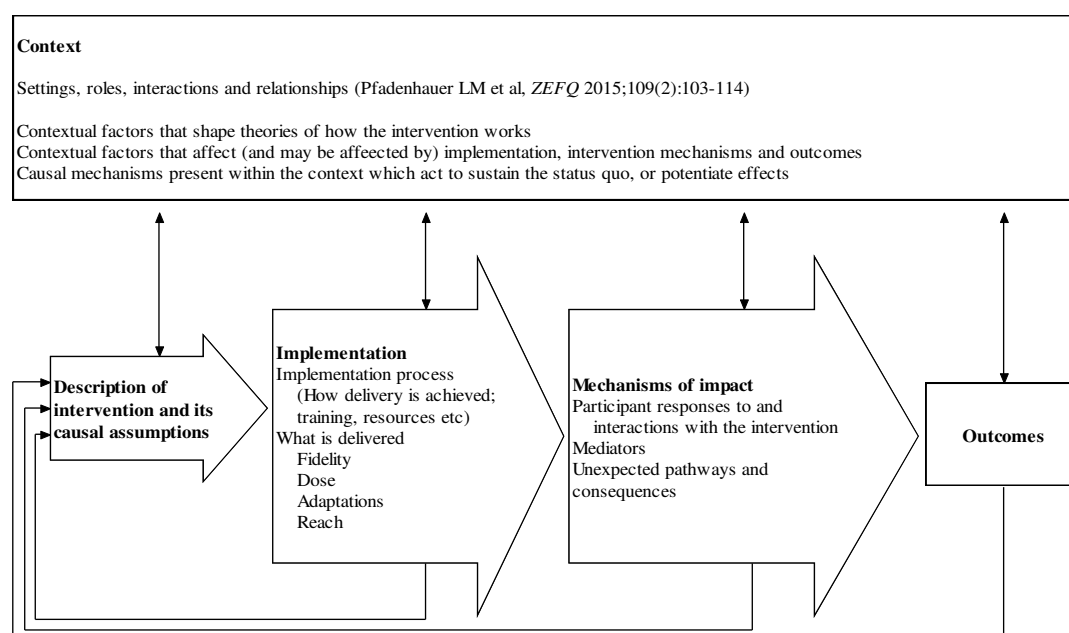 Context
Settings, roles, interactions and relationships (Pfadenhauer LM et al, ZEFQ 2015;109(2):103-114)
Contextual factors that shape theories of how the intervention works
Contextual factors that affect (and may be affeected by) implementation, intervention mechanisms and outcomes
Causal mechanisms present within the context which act to sustain the status quo, or potentiate effects
Description of
intervention and its
causal assumptions
Implementation
Implementation process
(How delivery is achieved;
training, resources etc)
What is delivered
Fidelity
Dose
Adaptations
Reach
Mechanisms of impact
Participant responses to and
interactions with the intervention
Mediators
Unexpected pathways and
consequences
Outcomes